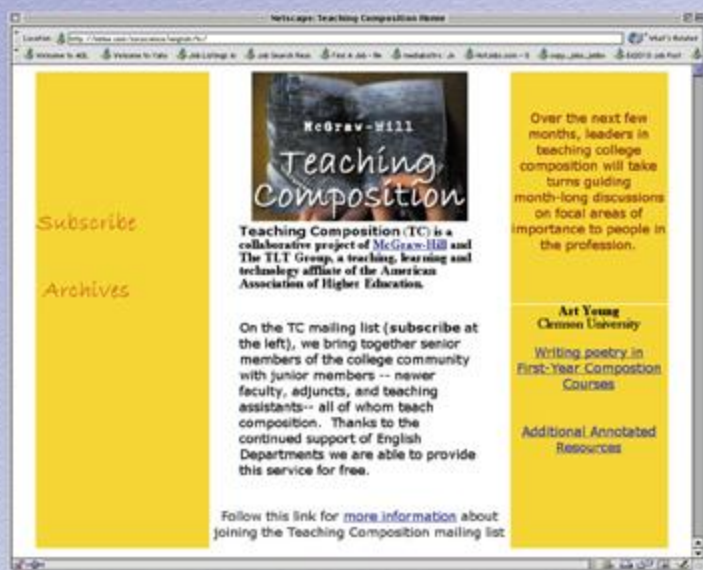 Netscape: Teaching Composition Home
Location:
What's Related
Welcome to AOL
Subscribe
Archives
McGraw-Hill
Teaching
Composition
Teaching Composition (TC) is a
collaborative project of McGraw-Hill and
The TLT Group, a teaching, learning and
technology affliate of the American
Association of Higher Education.
On the TC mailing list (subscribe at
the left), we bring together senior
members of the college community
with junior members -- newer
faculty, adjuncts, and teaching
assistants-- all of whom teach
composition. Thanks to the
continued support of English
Departments we are able to provide
this service for free.
Follow this link for more information about
joining the Teaching Composition mailing list
Over the next few
months, leaders in
teaching college
composition will take
turns guiding
month-long discussions
on focal areas of
importance to people in
the profession.
Art Young
Clemson University
Writing poetry in
First-Year Compostion
Courses
Additional Annotated
Resources